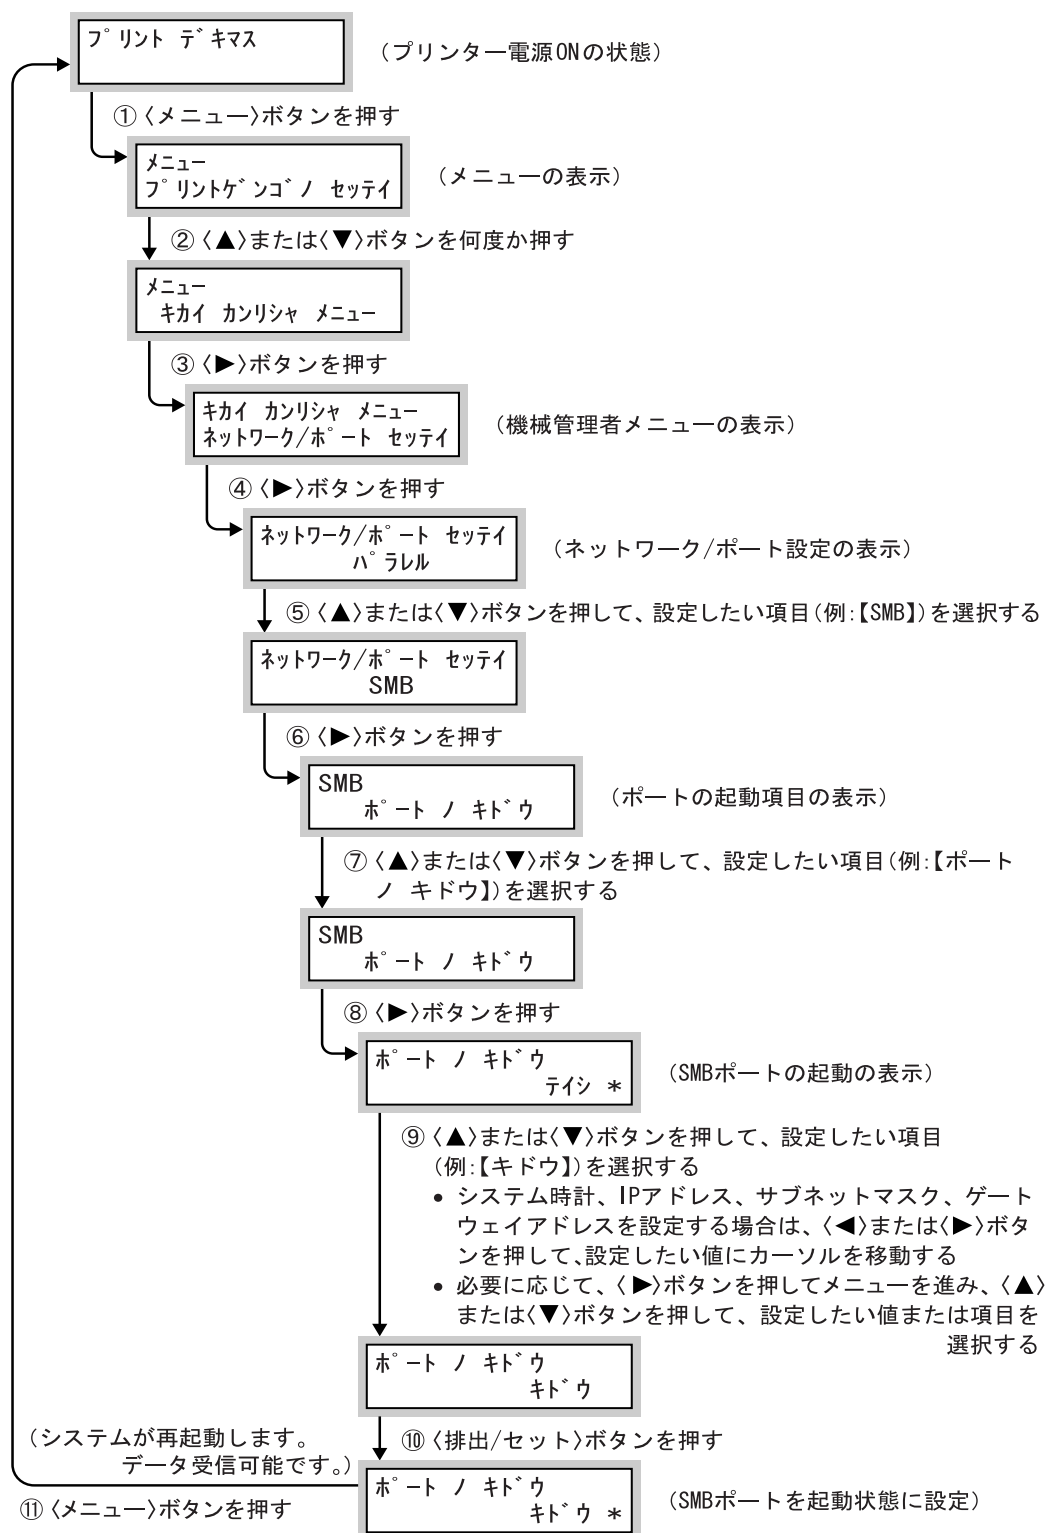 プリント デキマス
（プリンター電源ONの状態）
①〈メニュー〉ボタンを押す
メニュー
プリントゲンゴノ セッテイ
（メニューの表示）
②〈▲〉または〈▼〉ボタンを何度か押す
メニュー
キカイ カンリシャ メニュー
③〈▶〉ボタンを押す
キカイ カンリシャ メニュー
ネットワーク/ポート セッテイ
（機械管理者メニューの表示）
④〈▶〉ボタンを押す
ネットワーク/ポート セッテイ
パラレル
（ネットワーク/ポート設定の表示）
⑤〈▲〉または〈▼〉ボタンを押して、設定したい項目（例：【SMB】）を選択する
ネットワーク/ポート セッテイ
SMB
⑥〈▶〉ボタンを押す
SMB
ポート ノ キドウ
（ポートの起動項目の表示）
⑦〈▲〉または〈▼〉ボタンを押して、設定したい項目（例：【ポート
ノ キドウ】）を選択する
SMB
ポート ノ キドウ
⑧〈▶〉ボタンを押す
ポート ノ キドウ
テイシ *
（SMBポートの起動の表示）
⑨〈▲〉または〈▼〉ボタンを押して、設定したい項目
（例：【キドウ】）を選択する
● システム時計、IPアドレス、サブネットマスク、ゲート
ウェイアドレスを設定する場合は、〈◀〉または〈▶〉ボタ
ンを押して、設定したい値にカーソルを移動する
● 必要に応じて、〈▶〉ボタンを押してメニューを進み、〈▲〉
または〈▼〉ボタンを押して、設定したい値または項目を
選択する
ポート ノ キドウ
キドウ
⑩〈排出/セット〉ボタンを押す
（システムが再起動します。
データ受信可能です。）
ポート ノ キドウ
キドウ *
（SMBポートを起動状態に設定）
⑪〈メニュー〉ボタンを押す